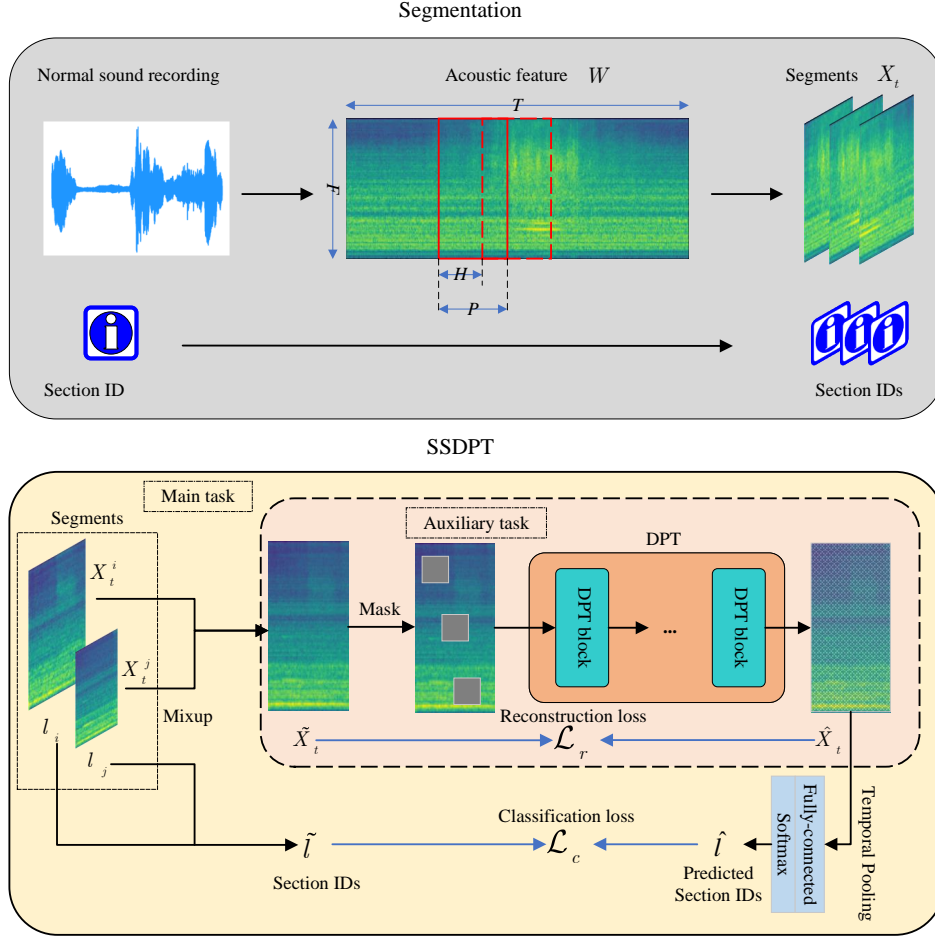 Segmentation
Normal sound recording
Acoustic feature W
Segments X_t
T
F
H
P
i
i i i
Section ID
Section IDs
SSDPT
Main task
Segments
Auxiliary task
DPT
X_t^i
Mask
DPT block
...
DPT block
X_t^j
Mixup
l_i
l_j
Reconstruction loss
X̃_t
ℒ_r
X̂_t
Temporal Pooling
Fully-connected
Softmax
Classification loss
l̃
ℒ_c
l̂
Section IDs
Predicted
Section IDs